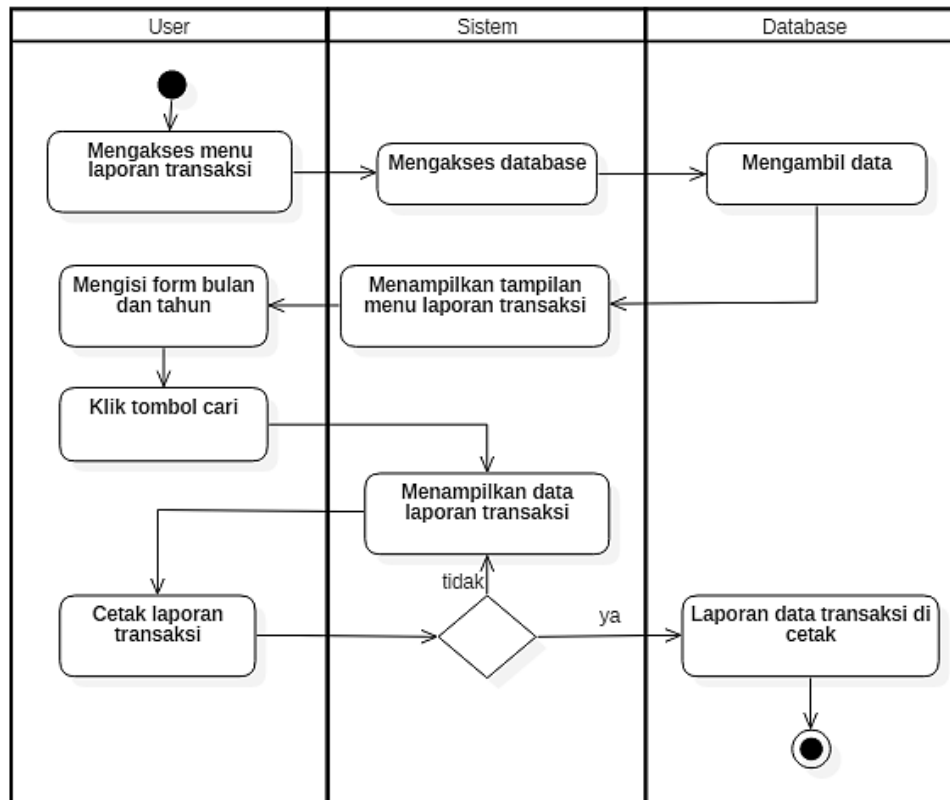 User
Sistem
Database
Mengakses menu
laporan transaksi
Mengakses database
Mengambil data
Mengisi form bulan
dan tahun
Menampilkan tampilan
menu laporan transaksi
Klik tombol cari
Menampilkan data
laporan transaksi
tidak
Cetak laporan
transaksi
ya
Laporan data transaksi di
cetak